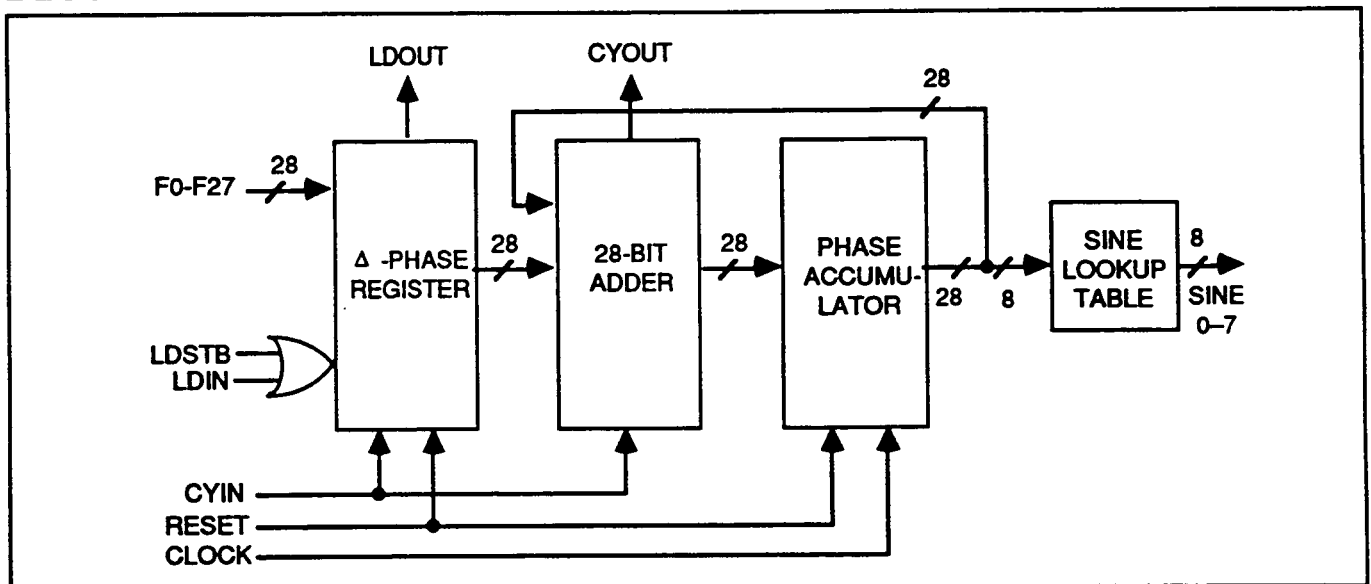 LDOUT
CYOUT
28
F0-F27
28
Δ -PHASE
REGISTER
28
28-BIT
ADDER
28
PHASE
ACCUMU-
LATOR
28
8
SINE
LOOKUP
TABLE
8
SINE
0–7
LDSTB
LDIN
CYIN
RESET
CLOCK